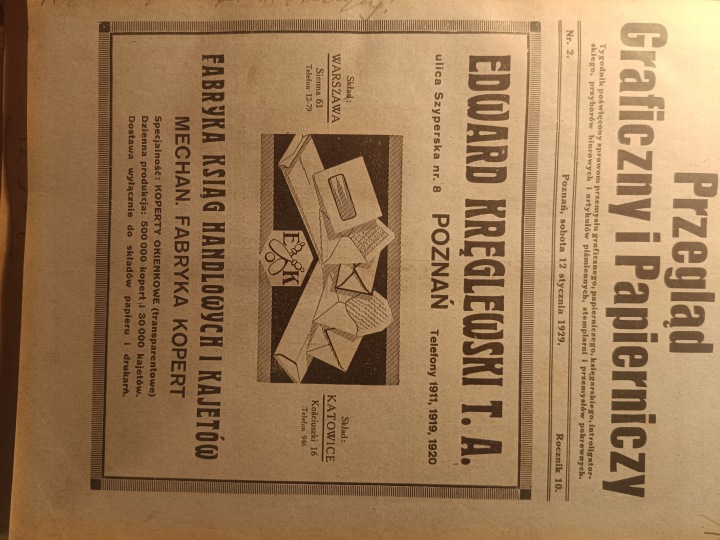 Przegląd
Graficzny i Papierniczy
Tygodnik poświęcony sprawom przemysłu graficznego, papierniczego, księgarskiego, introligator-
skiego, przyborów biurowych i artykułów piśmiennych, stemplarni i przemysłów pokrewnych.
Nr. 2. Poznań, sobota 12 stycznia 1929. Rocznik 10.
EDWARD KRĘGLEWSKI T. A.
ulica Szyperska nr. 8 POZNAŃ Telefony 1911, 1919, 1920
Skład:
WARSZAWA
Sienna 61
Telefon 12-79
EK
Skład:
KATOWICE
Kościuszki 16
Telefon 946
FABRYKA KSIĄG HANDLOWYCH I KAJETÓW
MECHAN. FABRYKA KOPERT
Specjalność: KOPERTY OKIENKOWE (transparentowe)
Dzienna produkcja: 500 000 kopert i 30 000 kajetów.
Dostawa wyłącznie do składów papieru i drukarń.